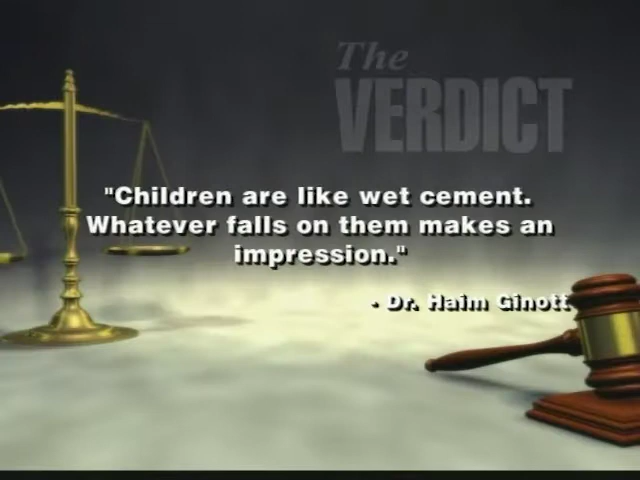 The
VERDICT
"Children are like wet cement.
Whatever falls on them makes an
impression."
- Dr. Haim Ginott